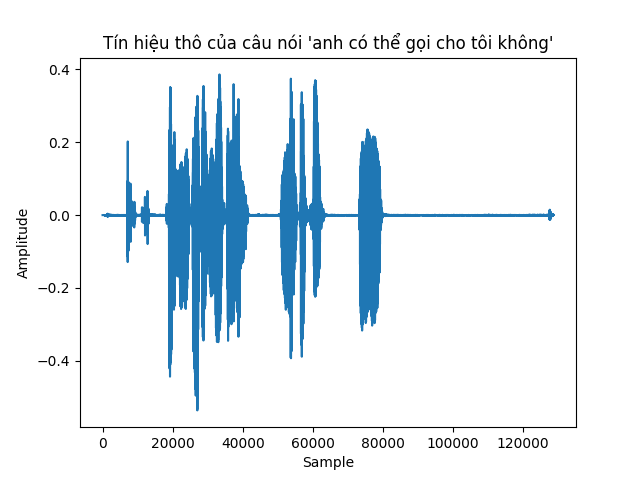 Tín hiệu thô của câu nói 'anh có thể gọi cho tôi không'
0.4
0.2
0.0
−0.2
−0.4
Amplitude
0 20000 40000 60000 80000 100000 120000
Sample